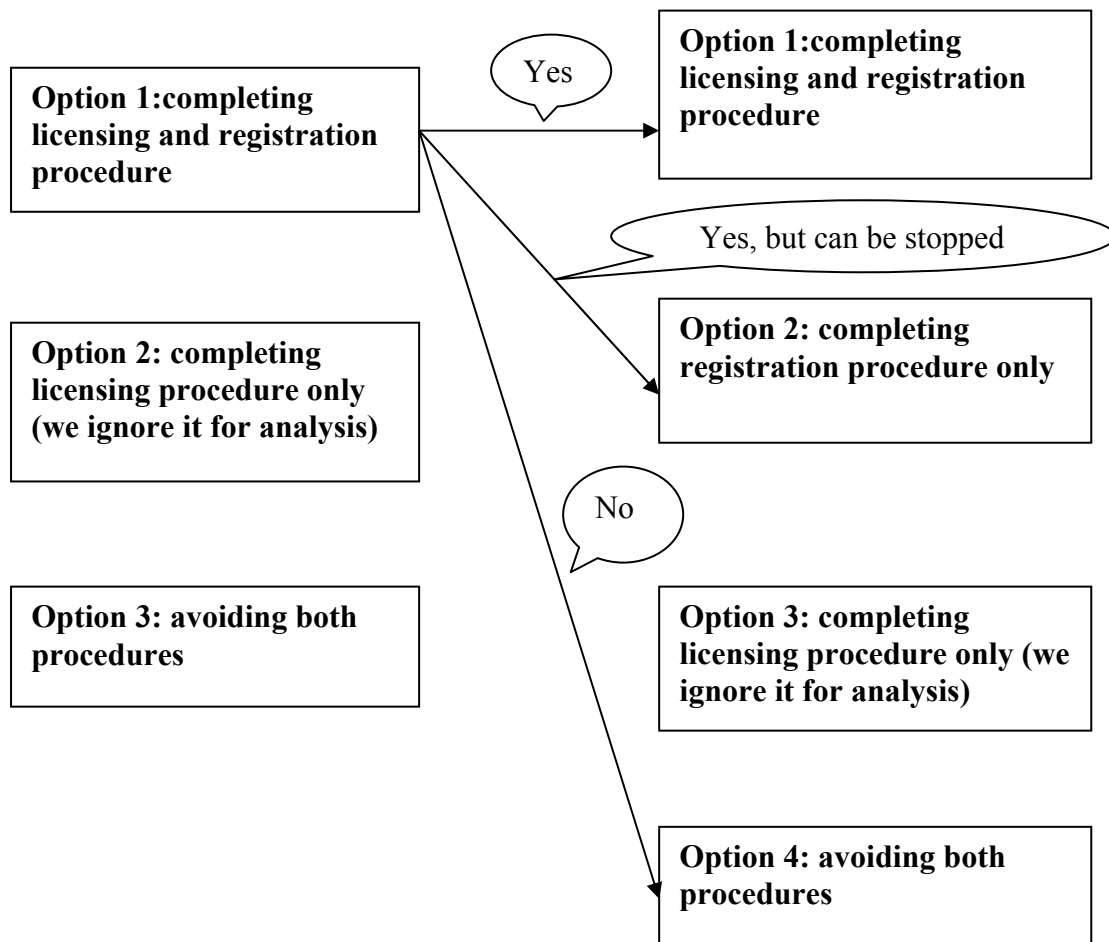 Option 1:completing
licensing and registration
procedure
Yes
Option 1:completing
licensing and registration
procedure
Yes, but can be stopped
Option 2: completing
licensing procedure only
(we ignore it for analysis)
Option 2: completing
registration procedure only
No
Option 3: avoiding both
procedures
Option 3: completing
licensing procedure only (we
ignore it for analysis)
Option 4: avoiding both
procedures